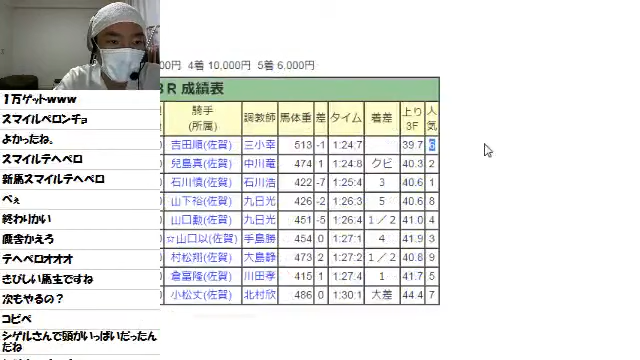 00円 4着 10,000円 5着 6,000円
R 成績表
騎手 (所属) 調教師 馬体重 差 タイム 着差 上り3F 人気
吉田順(佐賀) 三小幸 513 -1 1:24:7 39.7 6
兒島真(佐賀) 中川竜 474 1 1:24:8 クビ 40.3 2
石川慎(佐賀) 石川浩 422 -7 1:25:4 3 40.6 1
山下裕(佐賀) 九日光 426 -2 1:26:3 5 40.6 8
山口勲(佐賀) 九日光 451 -5 1:26:4 1/2 41.0 4
☆山口以(佐賀) 手島勝 454 0 1:27:1 4 41.9 3
村松翔(佐賀) 大島静 473 2 1:27:2 1/2 40.8 9
倉富隆(佐賀) 川田孝 415 1 1:27:4 1 41.7 5
小松丈(佐賀) 北村欣 486 0 1:30:1 大差 44.4 7
1万ゲットwww
スマイルペロンチョ
よかったね。
スマイルテヘペロ
新馬スマイルテヘペロ
ぺぇ
終わりかい
廃舎かえろ
テヘペロオオオ
さびしい馬主ですね
次もやるの？
コピペ
シゲルさんで頭がいっぱいだったん
だね